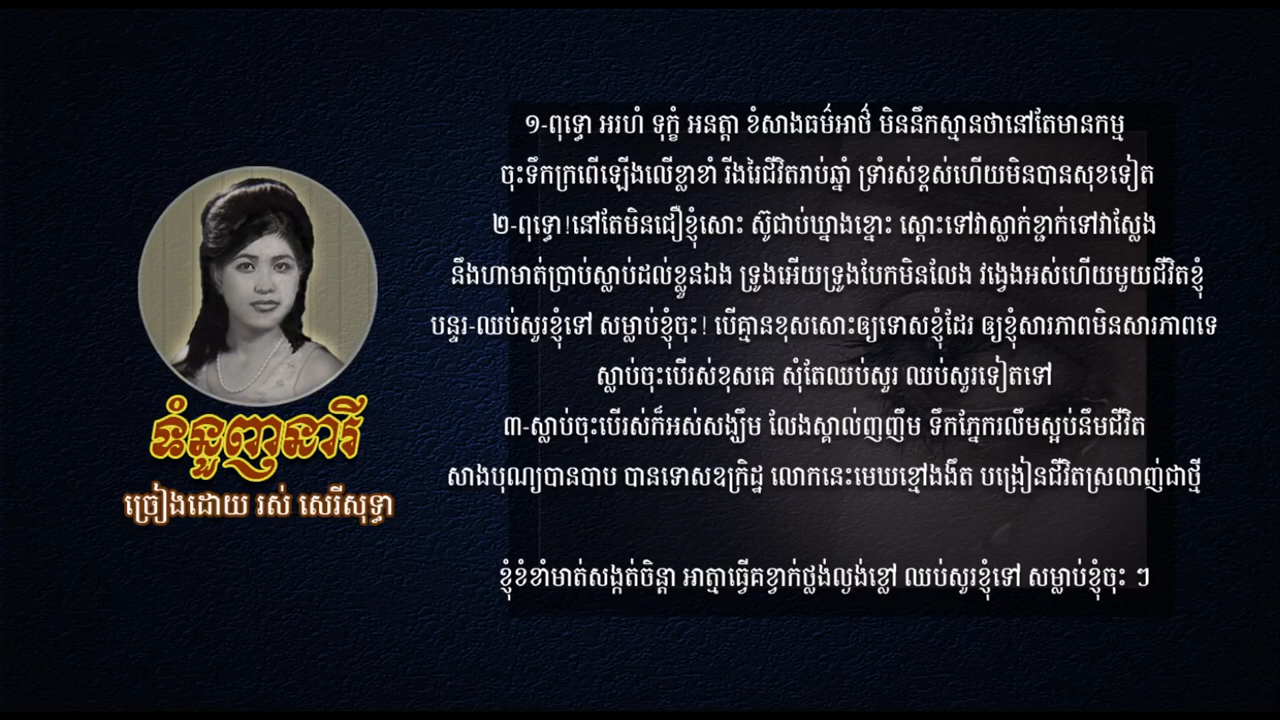 ១-ពុទ្ធោ អរហំ ទុក្ខំ អនត្តា ខំសាងធម៌អាថ៌ មិននឹកស្មានថានៅតែមានកម្ម
ចុះទឹកក្រពើឡើងលើខ្លាខាំ រីងរៃជីវិតរាប់ឆ្នាំ ទ្រាំរស់ខ្ពស់ហើយមិនបានសុខទៀត
២-ពុទ្ធោ!នៅតែមិនជឿខ្ញុំសោះ ស៊ូជាប់ឃ្នាងខ្នោះ ស្ដោះទៅវាស្លាក់ខ្ជាក់ទៅវាស្លែង
នឹងហាមាត់ប្រាប់ស្លាប់ដល់ខ្លួនឯង ទ្រូងអើយទ្រូងបែកមិនលែង វង្វេងអស់ហើយមួយជីវិតខ្ញុំ
បន្ទរ-ឈប់សួរខ្ញុំទៅ សម្លាប់ខ្ញុំចុះ! បើគ្មានខុសសោះឲ្យទោសខ្ញុំដែរ ឲ្យខ្ញុំសារភាពមិនសារភាពទេ
ស្លាប់ចុះបើរស់ខុសគេ សុំតែឈប់សួរ ឈប់សួរទៀតទៅ
៣-ស្លាប់ចុះបើរស់ក៏អស់សង្ឃឹម លែងស្គាល់ញញឹម ទឹកភ្នែករលឹមស្អប់នឹមជីវិត
សាងបុណ្យបានបាប បានទោសឧក្រិដ្ឋ លោកនេះមេឃខ្មៅងងឹត បង្រៀនជីវិតស្រលាញ់ជាថ្មី
ខ្ញុំខំខាំមាត់សង្កត់ចិន្តា អាត្មាធ្វើគខ្វាក់ថ្លង់ល្ងង់ខ្លៅ ឈប់សួរខ្ញុំទៅ សម្លាប់ខ្ញុំចុះ ៗ
ទំនួញនារី
ច្រៀងដោយ រស់ សេរីសុទ្ធា